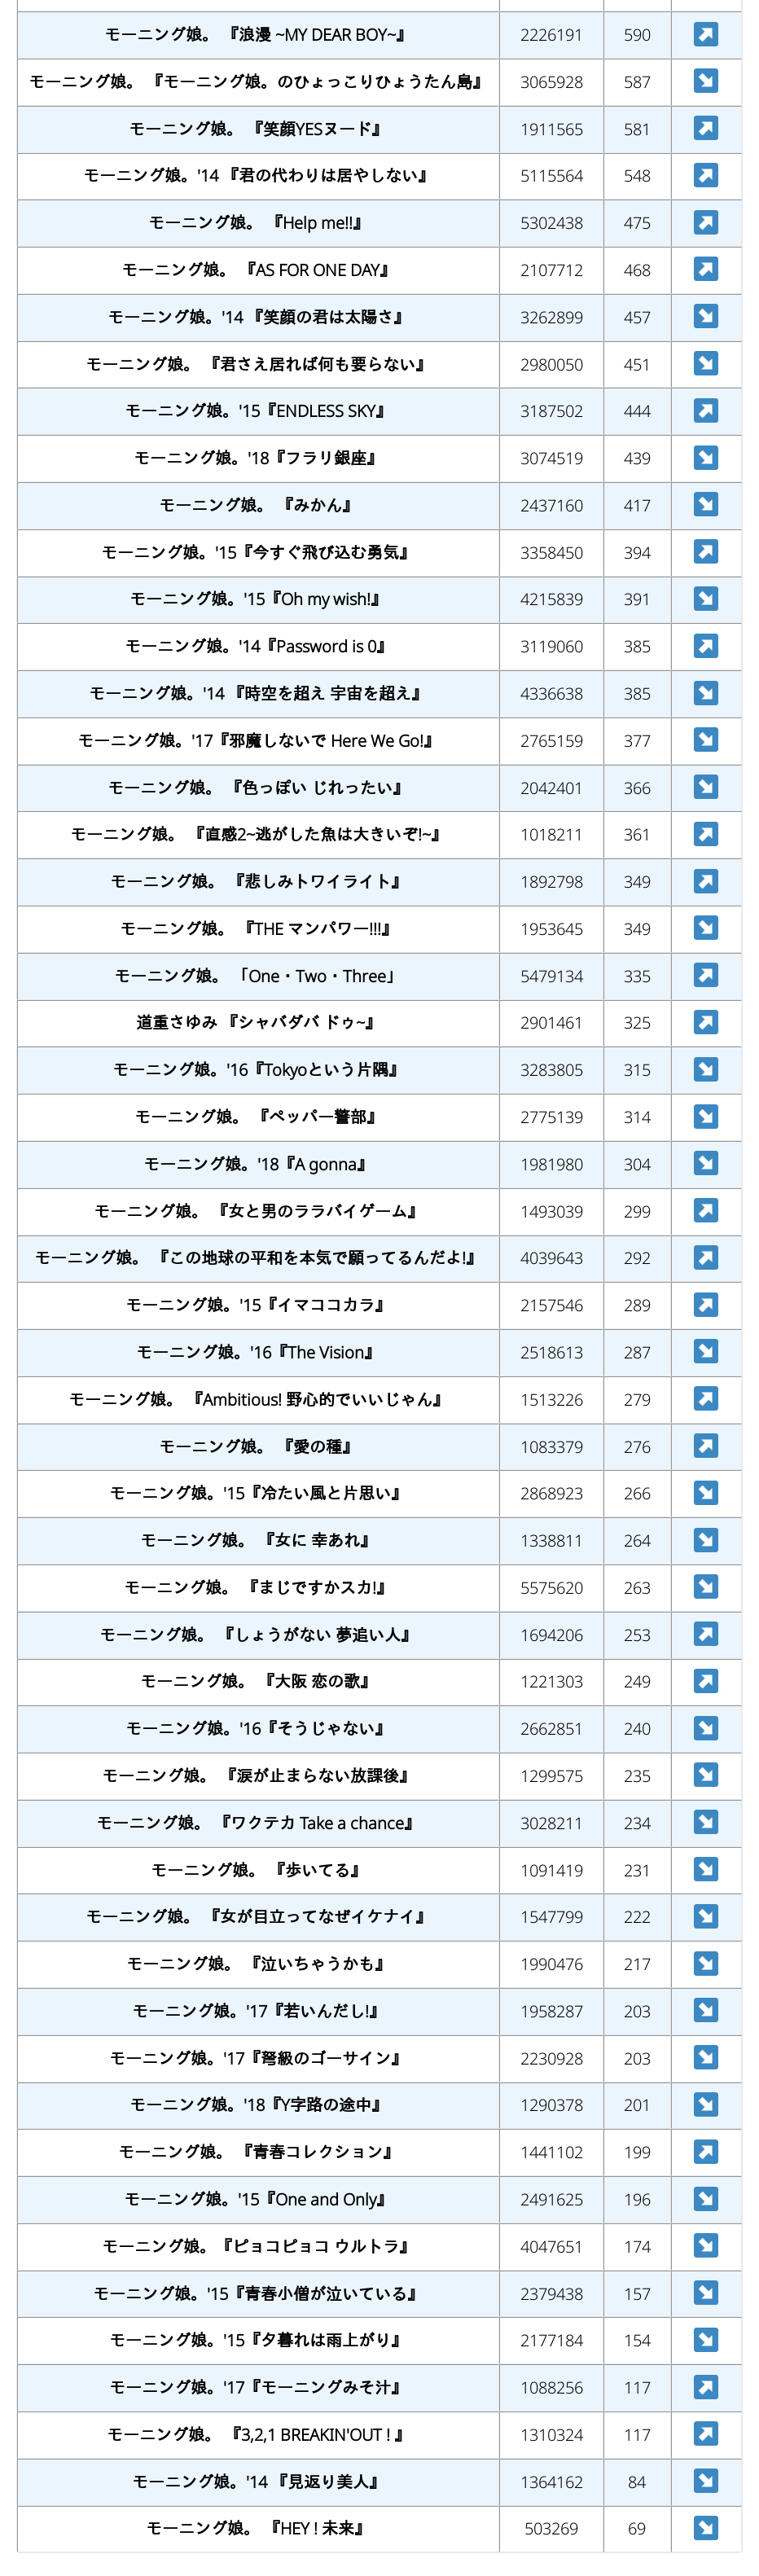 モーニング娘。 『浪漫 ~MY DEAR BOY~』 2226191 590
モーニング娘。 『モーニング娘。のひょっこりひょうたん島』 3065928 587
モーニング娘。 『笑顔YESヌード』 1911565 581
モーニング娘。'14 『君の代わりは居やしない』 5115564 548
モーニング娘。 『Help me!!』 5302438 475
モーニング娘。 『AS FOR ONE DAY』 2107712 468
モーニング娘。'14 『笑顔の君は太陽さ』 3262899 457
モーニング娘。 『君さえ居れば何も要らない』 2980050 451
モーニング娘。'15『ENDLESS SKY』 3187502 444
モーニング娘。'18『フラリ銀座』 3074519 439
モーニング娘。 『みかん』 2437160 417
モーニング娘。'15『今すぐ飛び込む勇気』 3358450 394
モーニング娘。'15『Oh my wish!』 4215839 391
モーニング娘。'14『Password is 0』 3119060 385
モーニング娘。'14 『時空を超え 宇宙を超え』 4336638 385
モーニング娘。'17『邪魔しないで Here We Go!』 2765159 377
モーニング娘。 『色っぽい じれったい』 2042401 366
モーニング娘。 『直感2~逃がした魚は大きいぞ!~』 1018211 361
モーニング娘。 『悲しみトワイライト』 1892798 349
モーニング娘。 『THE マンパワー!!!』 1953645 349
モーニング娘。 「One・Two・Three」 5479134 335
道重さゆみ 『シャバダバ ドゥ~』 2901461 325
モーニング娘。'16『Tokyoという片隅』 3283805 315
モーニング娘。 『ペッパー警部』 2775139 314
モーニング娘。'18『A gonna』 1981980 304
モーニング娘。 『女と男のララバイゲーム』 1493039 299
モーニング娘。 『この地球の平和を本気で願ってるんだよ!』 4039643 292
モーニング娘。'15『イマココカラ』 2157546 289
モーニング娘。'16『The Vision』 2518613 287
モーニング娘。 『Ambitious! 野心的でいいじゃん』 1513226 279
モーニング娘。 『愛の種』 1083379 276
モーニング娘。'15『冷たい風と片思い』 2868923 266
モーニング娘。 『女に 幸あれ』 1338811 264
モーニング娘。 『まじですかスカ!』 5575620 263
モーニング娘。 『しょうがない 夢追い人』 1694206 253
モーニング娘。 『大阪 恋の歌』 1221303 249
モーニング娘。'16『そうじゃない』 2662851 240
モーニング娘。 『涙が止まらない放課後』 1299575 235
モーニング娘。 『ワクテカ Take a chance』 3028211 234
モーニング娘。 『歩いてる』 1091419 231
モーニング娘。 『女が目立ってなぜイケナイ』 1547799 222
モーニング娘。 『泣いちゃうかも』 1990476 217
モーニング娘。'17『若いんだし!』 1958287 203
モーニング娘。'17『弩級のゴーサイン』 2230928 203
モーニング娘。'18『Y字路の途中』 1290378 201
モーニング娘。 『青春コレクション』 1441102 199
モーニング娘。'15『One and Only』 2491625 196
モーニング娘。『ピョコピョコ ウルトラ』 4047651 174
モーニング娘。'15『青春小僧が泣いている』 2379438 157
モーニング娘。'15『夕暮れは雨上がり』 2177184 154
モーニング娘。'17『モーニングみそ汁』 1088256 117
モーニング娘。 『3,2,1 BREAKIN'OUT ! 』 1310324 117
モーニング娘。'14 『見返り美人』 1364162 84
モーニング娘。 『HEY ! 未来』 503269 69